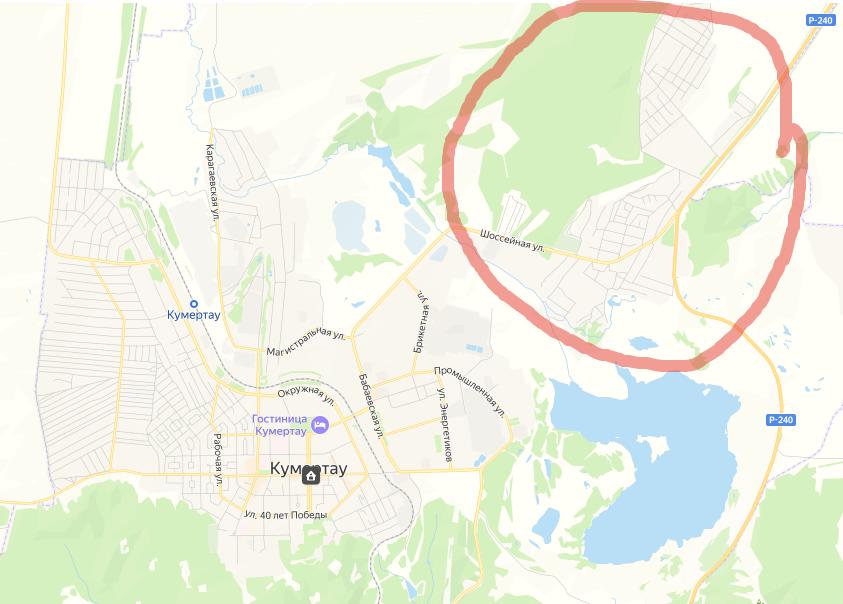 Р-240
Карагаевская ул.
Шоссейная ул.
Кумертау
Брикетная ул.
Магистральная ул.
Промышленная ул.
Окружная ул.
Бабаевская ул.
ул. Энергетиков
Гостиница
Кумертау
Р-240
Рабочая ул.
Кумертау
Ул. 40 лет Победы